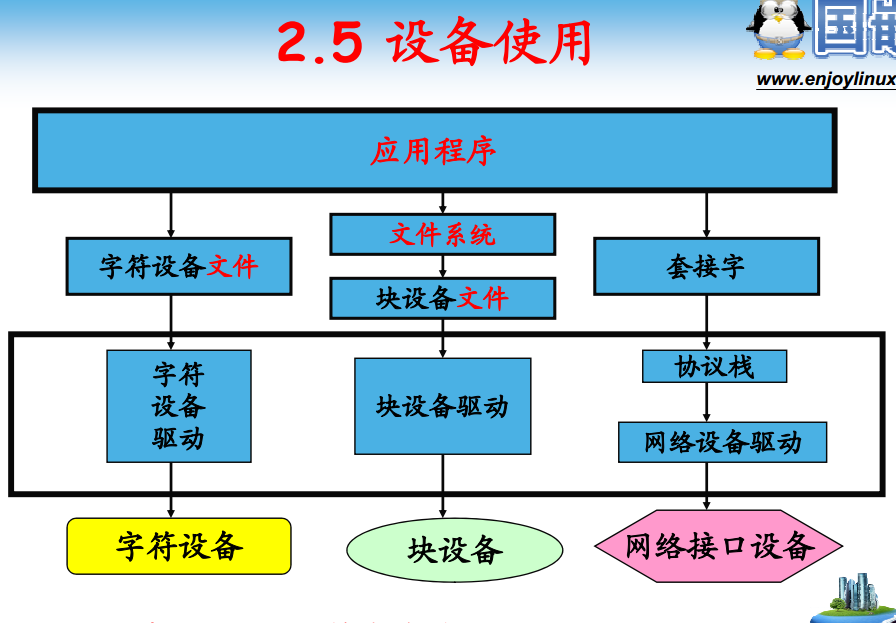 2.5 设备使用
国嵌
www.enjoylinux
应用程序
字符设备文件
文件系统
块设备文件
套接字
字符
设备
驱动
块设备驱动
协议栈
网络设备驱动
字符设备
块设备
网络接口设备